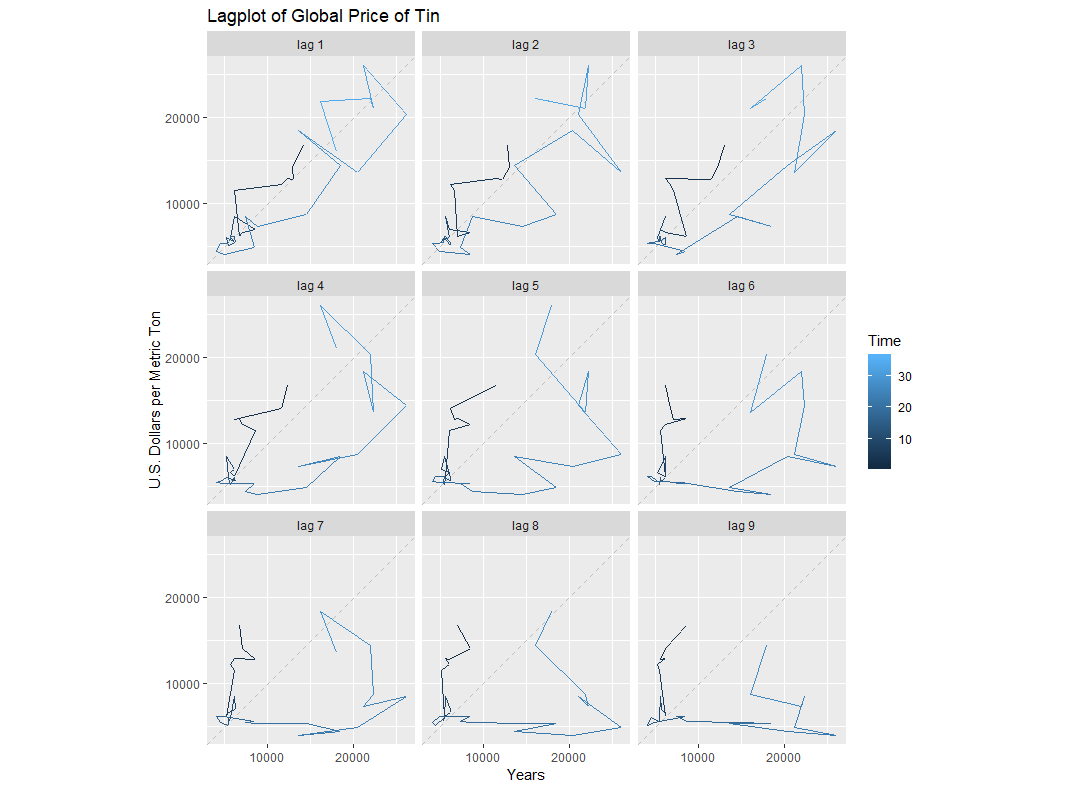 Lagplot of Global Price of Tin
lag 1 lag 2 lag 3
20000
10000
lag 4 lag 5 lag 6
20000
10000
lag 7 lag 8 lag 9
20000
10000
10000 20000 10000 20000 10000 20000
Years
U.S. Dollars per Metric Ton
Time
30
20
10